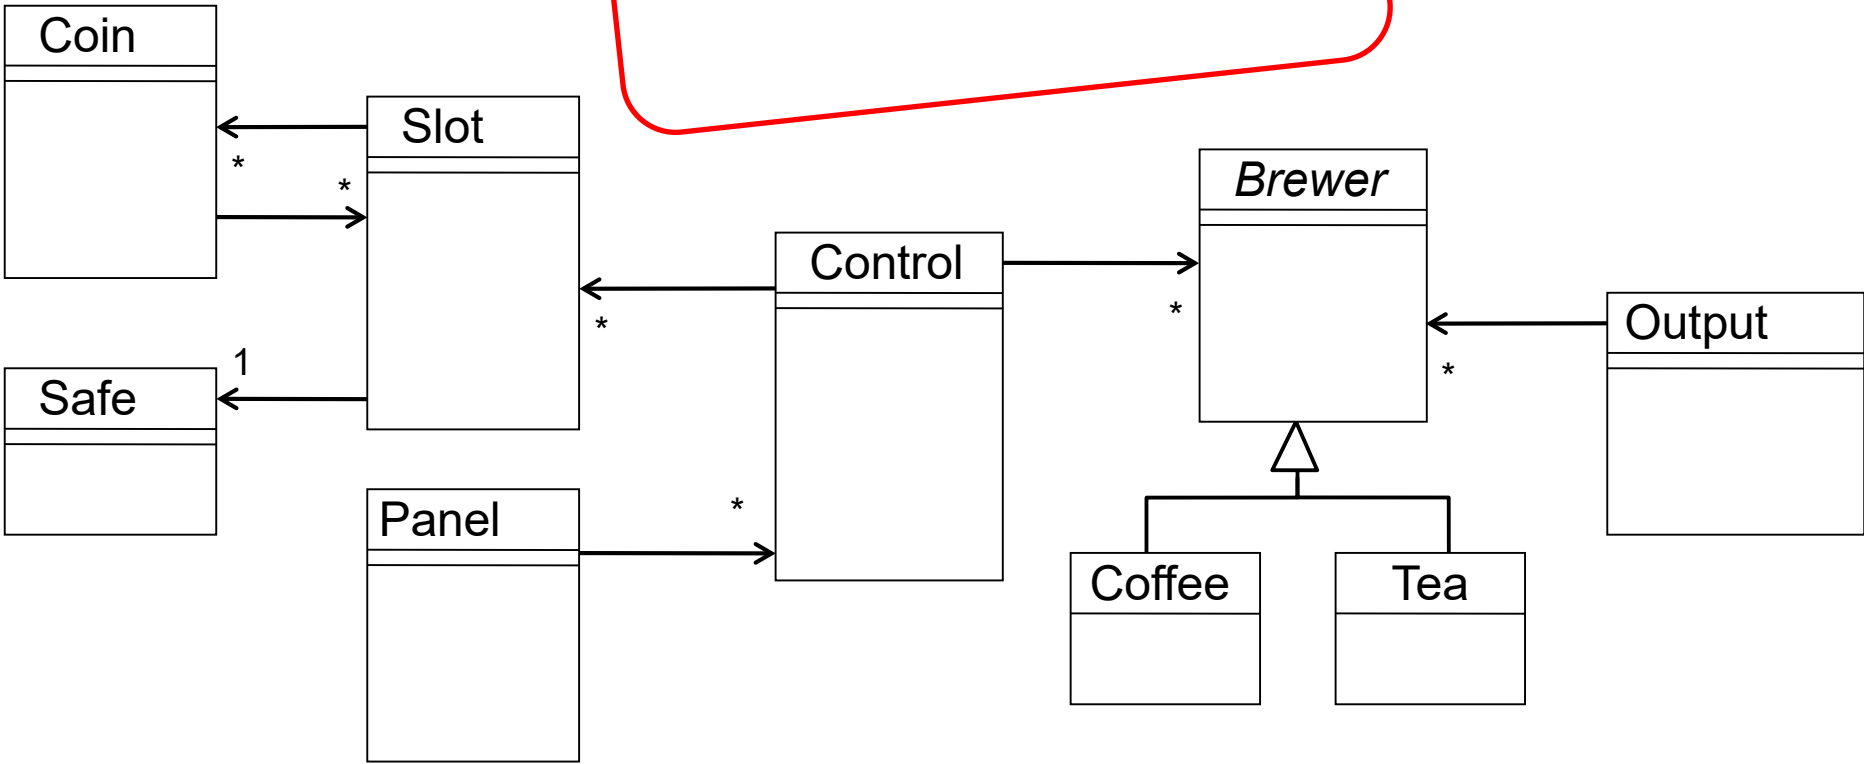 Coin
Slot
*
*
Brewer
Control
*
*
Output
*
1
Safe
Panel
*
Coffee
Tea